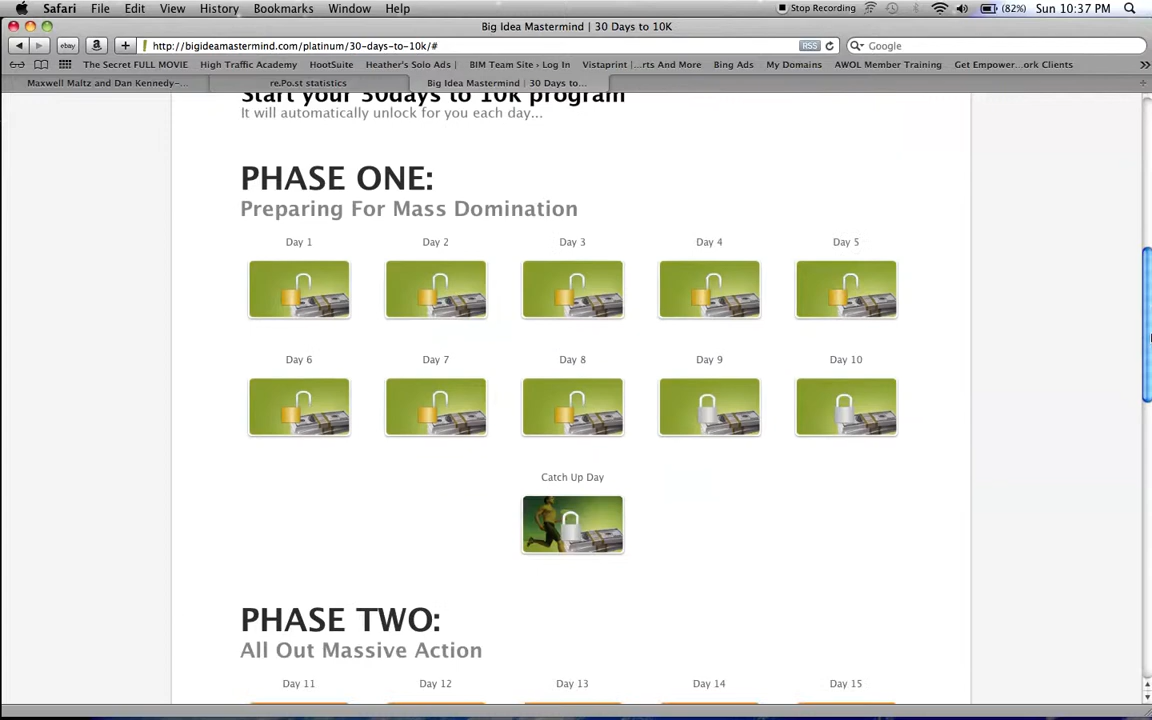 Safari File Edit View History Bookmarks Window Help Stop Recording (82%) Sun 10:37 PM
Big Idea Mastermind | 30 Days to 10K
ebay a + http://bigideamastermind.com/platinum/30-days-to-10k/# RSS Google
The Secret FULL MOVIE High Traffic Academy HootSuite Heather's Solo Ads | BIM Team Site › Log In Vistaprint |...rts And More Bing Ads My Domains AWOL Member Training Get Empower...ork Clients »
Maxwell Maltz and Dan Kennedy–... re.Po.st statistics Big Idea Mastermind | 30 Days to... +
Start your 30days to 10k program
It will automatically unlock for you each day...
PHASE ONE:
Preparing For Mass Domination
Day 1 Day 2 Day 3 Day 4 Day 5
Day 6 Day 7 Day 8 Day 9 Day 10
Catch Up Day
PHASE TWO:
All Out Massive Action
Day 11 Day 12 Day 13 Day 14 Day 15